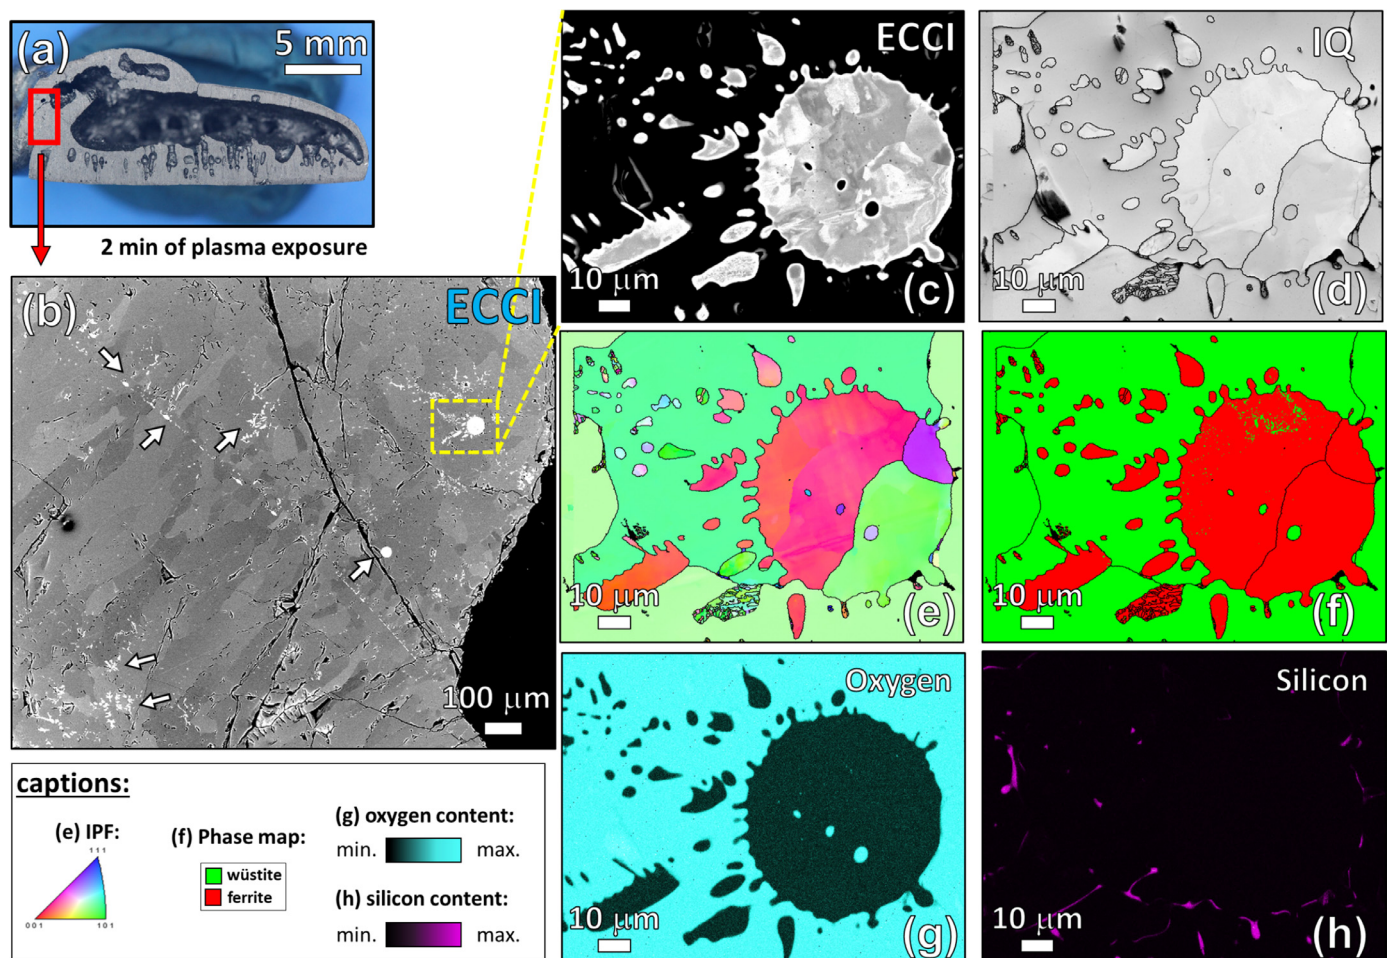 (a)
5 mm
2 min of plasma exposure
(b)
ECCI
100 μm
ECCI
10 μm
(c)
IQ
10 μm
(d)
10 μm
(e)
10 μm
(f)
Oxygen
10 μm
(g)
Silicon
10 μm
(h)
captions:
(e) IPF:
111
001
101
(f) Phase map:
wüstite
ferrite
(g) oxygen content:
min.
max.
(h) silicon content:
min.
max.